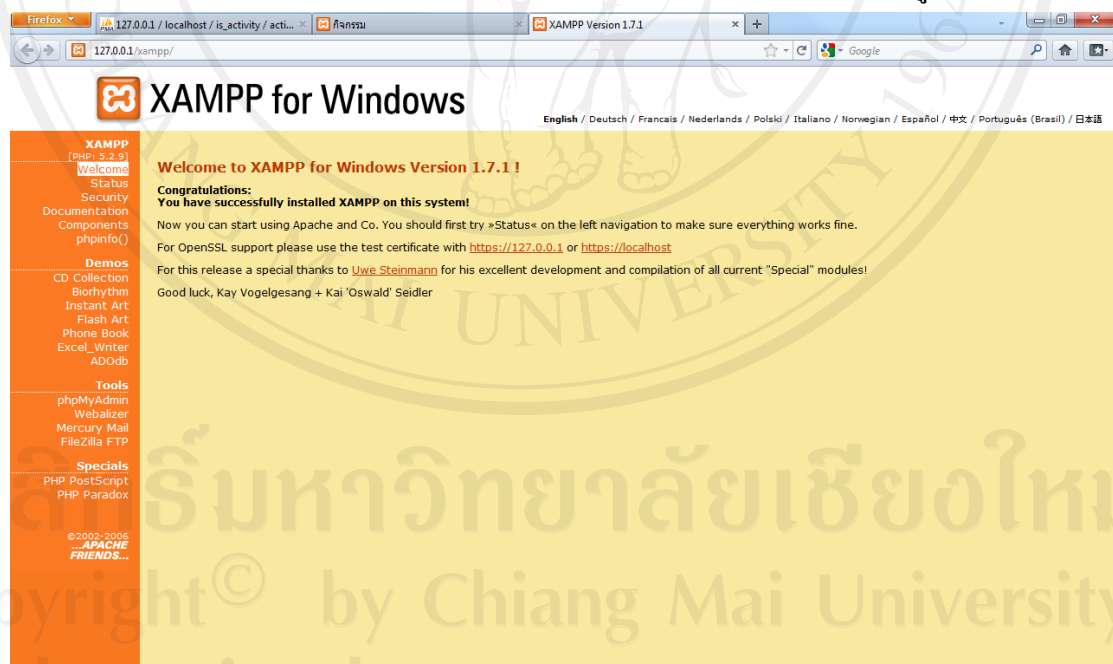 Firefox
127.0.0.1 / localhost / is_activity / acti...
กิจกรรม
XAMPP Version 1.7.1
127.0.0.1/xampp/
Google
XAMPP for Windows
English / Deutsch / Francais / Nederlands / Polski / Italiano / Norwegian / Español / 中文 / Português (Brasil) / 日本語
XAMPP
[PHP: 5.2.9]
Welcome
Status
Security
Documentation
Components
phpinfo()
Demos
CD Collection
Biorhythm
Instant Art
Flash Art
Phone Book
Excel_Writer
ADOdb
Tools
phpMyAdmin
Webalizer
Mercury Mail
FileZilla FTP
Specials
PHP PostScript
PHP Paradox
©2002-2006
...APACHE
FRIENDS...
Welcome to XAMPP for Windows Version 1.7.1 !
Congratulations:
You have successfully installed XAMPP on this system!
Now you can start using Apache and Co. You should first try »Status« on the left navigation to make sure everything works fine.
For OpenSSL support please use the test certificate with https://127.0.0.1 or https://localhost
For this release a special thanks to Uwe Steinmann for his excellent development and compilation of all current "Special" modules!
Good luck, Kay Vogelgesang + Kai 'Oswald' Seidler
MAI UNIVERSITY 196
สิทธิ์มหาวิทยาลัยเชียงใหม
opyright© by Chiang Mai University